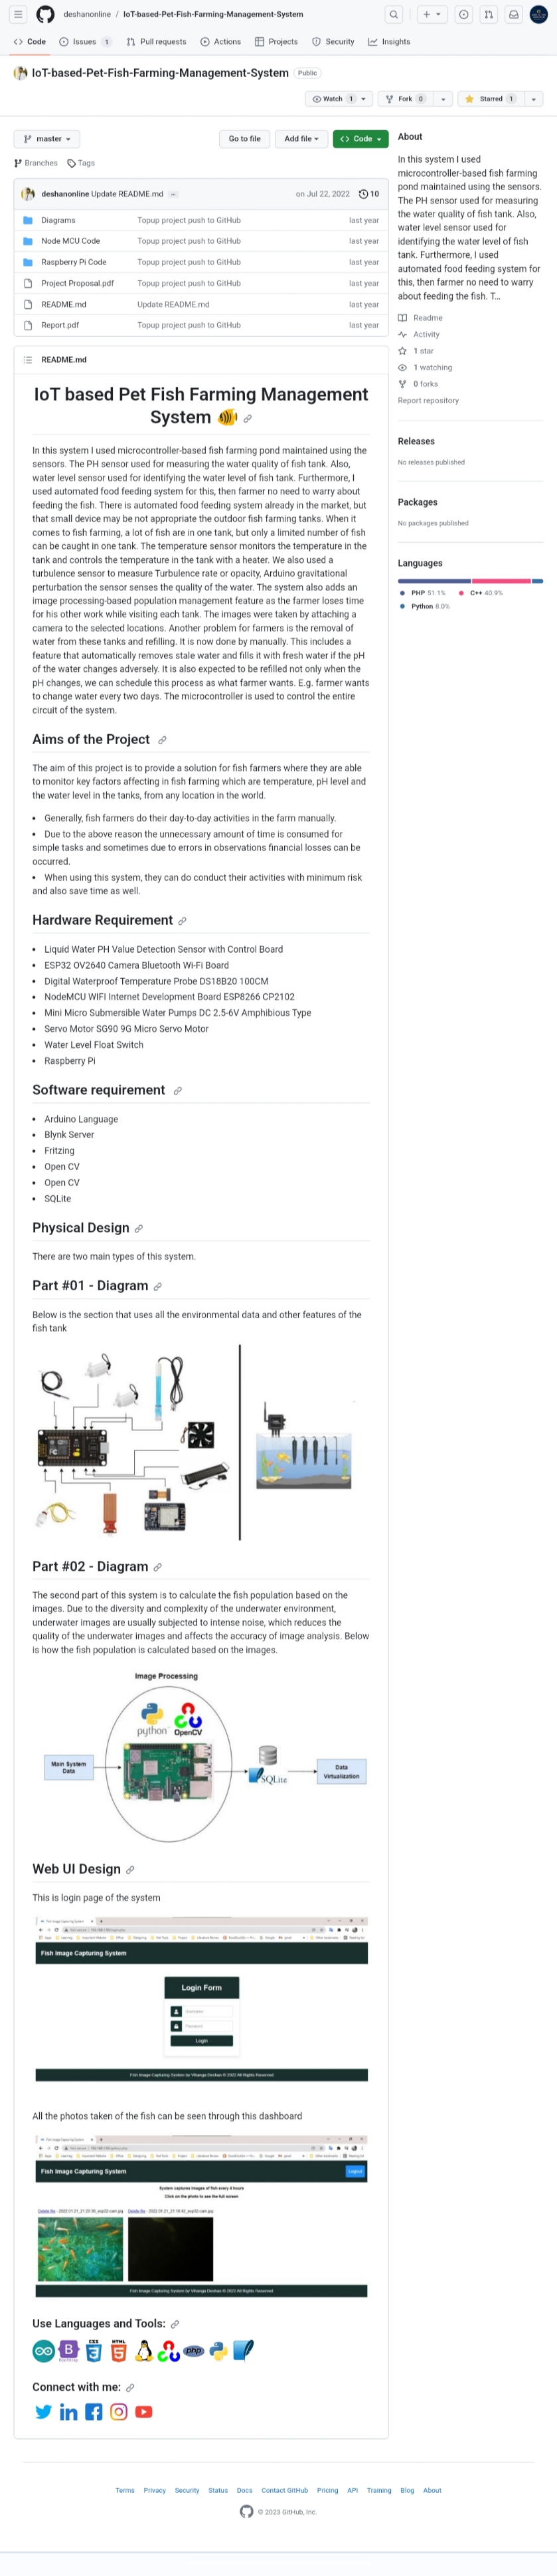 deshanonline / IoT-based-Pet-Fish-Farming-Management-System
Code Issues 1 Pull requests Actions Projects Security Insights
IoT-based-Pet-Fish-Farming-Management-System Public
Watch 1 Fork 0 Starred 1
master Go to file Add file Code
Branches Tags
deshanonline Update README.md ... on Jul 22, 2022 10
Diagrams Topup project push to GitHub last year
Node MCU Code Topup project push to GitHub last year
Raspberry Pi Code Topup project push to GitHub last year
Project Proposal.pdf Topup project push to GitHub last year
README.md Update README.md last year
Report.pdf Topup project push to GitHub last year
About
In this system I used
microcontroller-based fish farming
pond maintained using the sensors.
The PH sensor used for measuring
the water quality of fish tank. Also,
water level sensor used for
identifying the water level of fish
tank. Furthermore, I used
automated food feeding system for
this, then farmer no need to warry
about feeding the fish. T...
Readme
Activity
1 star
1 watching
0 forks
Report repository
Releases
No releases published
Packages
No packages published
Languages
PHP 51.1% C++ 40.9%
Python 8.0%
README.md
IoT based Pet Fish Farming Management
System
In this system I used microcontroller-based fish farming pond maintained using the
sensors. The PH sensor used for measuring the water quality of fish tank. Also,
water level sensor used for identifying the water level of fish tank. Furthermore, I
used automated food feeding system for this, then farmer no need to warry about
feeding the fish. There is automated food feeding system already in the market, but
that small device may be not appropriate the outdoor fish farming tanks. When it
comes to fish farming, a lot of fish are in one tank, but only a limited number of fish
can be caught in one tank. The temperature sensor monitors the temperature in the
tank and controls the temperature in the tank with a heater. We also used a
turbulence sensor to measure Turbulence rate or opacity, Arduino gravitational
perturbation the sensor senses the quality of the water. The system also adds an
image processing-based population management feature as the farmer loses time
for his other work while visiting each tank. The images were taken by attaching a
camera to the selected locations. Another problem for farmers is the removal of
water from these tanks and refilling. It is now done by manually. This includes a
feature that automatically removes stale water and fills it with fresh water if the pH
of the water changes adversely. It is also expected to be refilled not only when the
pH changes, we can schedule this process as what farmer wants. E.g. farmer wants
to change water every two days. The microcontroller is used to control the entire
circuit of the system.
Aims of the Project
The aim of this project is to provide a solution for fish farmers where they are able
to monitor key factors affecting in fish farming which are temperature, pH level and
the water level in the tanks, from any location in the world.
• Generally, fish farmers do their day-to-day activities in the farm manually.
• Due to the above reason the unnecessary amount of time is consumed for
simple tasks and sometimes due to errors in observations financial losses can be
occurred.
• When using this system, they can do conduct their activities with minimum risk
and also save time as well.
Hardware Requirement
• Liquid Water PH Value Detection Sensor with Control Board
• ESP32 OV2640 Camera Bluetooth Wi-Fi Board
• Digital Waterproof Temperature Probe DS18B20 100CM
• NodeMCU WIFI Internet Development Board ESP8266 CP2102
• Mini Micro Submersible Water Pumps DC 2.5-6V Amphibious Type
• Servo Motor SG90 9G Micro Servo Motor
• Water Level Float Switch
• Raspberry Pi
Software requirement
• Arduino Language
• Blynk Server
• Fritzing
• Open CV
• Open CV
• SQLite
Physical Design
There are two main types of this system.
Part #01 - Diagram
Below is the section that uses all the environmental data and other features of the
fish tank
Part #02 - Diagram
The second part of this system is to calculate the fish population based on the
images. Due to the diversity and complexity of the underwater environment,
underwater images are usually subjected to intense noise, which reduces the
quality of the underwater images and affects the accuracy of image analysis. Below
is how the fish population is calculated based on the images.
Image Processing
python OpenCV
Main System
Data
SQLite
Data
Virtualization
Web UI Design
This is login page of the system
Fish Image Capturing System
Login Form
Username
Password
Login
Fish Image Capturing System by Vihanga Deshan © 2022 All Rights Reserved
All the photos taken of the fish can be seen through this dashboard
Fish Image Capturing System Logout
System captures images of fish every 4 hours
Click on the photo to see the full screen
Fish Image Capturing System by Vihanga Deshan © 2022 All Rights Reserved
Use Languages and Tools:
B Bootstrap CSS HTML php
Connect with me:
Terms Privacy Security Status Docs Contact GitHub Pricing API Training Blog About
© 2023 GitHub, Inc.